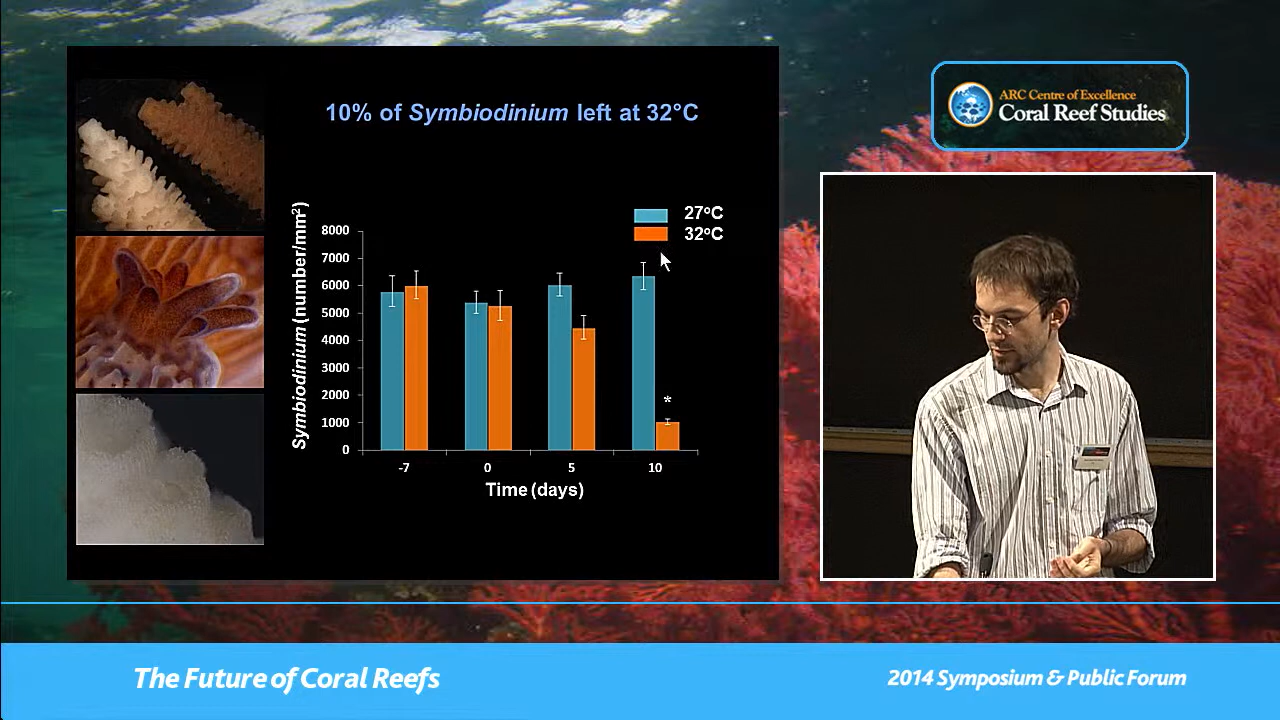 10% of Symbiodinium left at 32°C
ARC Centre of Excellence
Coral Reef Studies
27ºC
32ºC
Symbiodinium (number/mm²)
8000
7000
6000
5000
4000
3000
2000
1000
0
*
-7 0 5 10
Time (days)
The Future of Coral Reefs
2014 Symposium & Public Forum